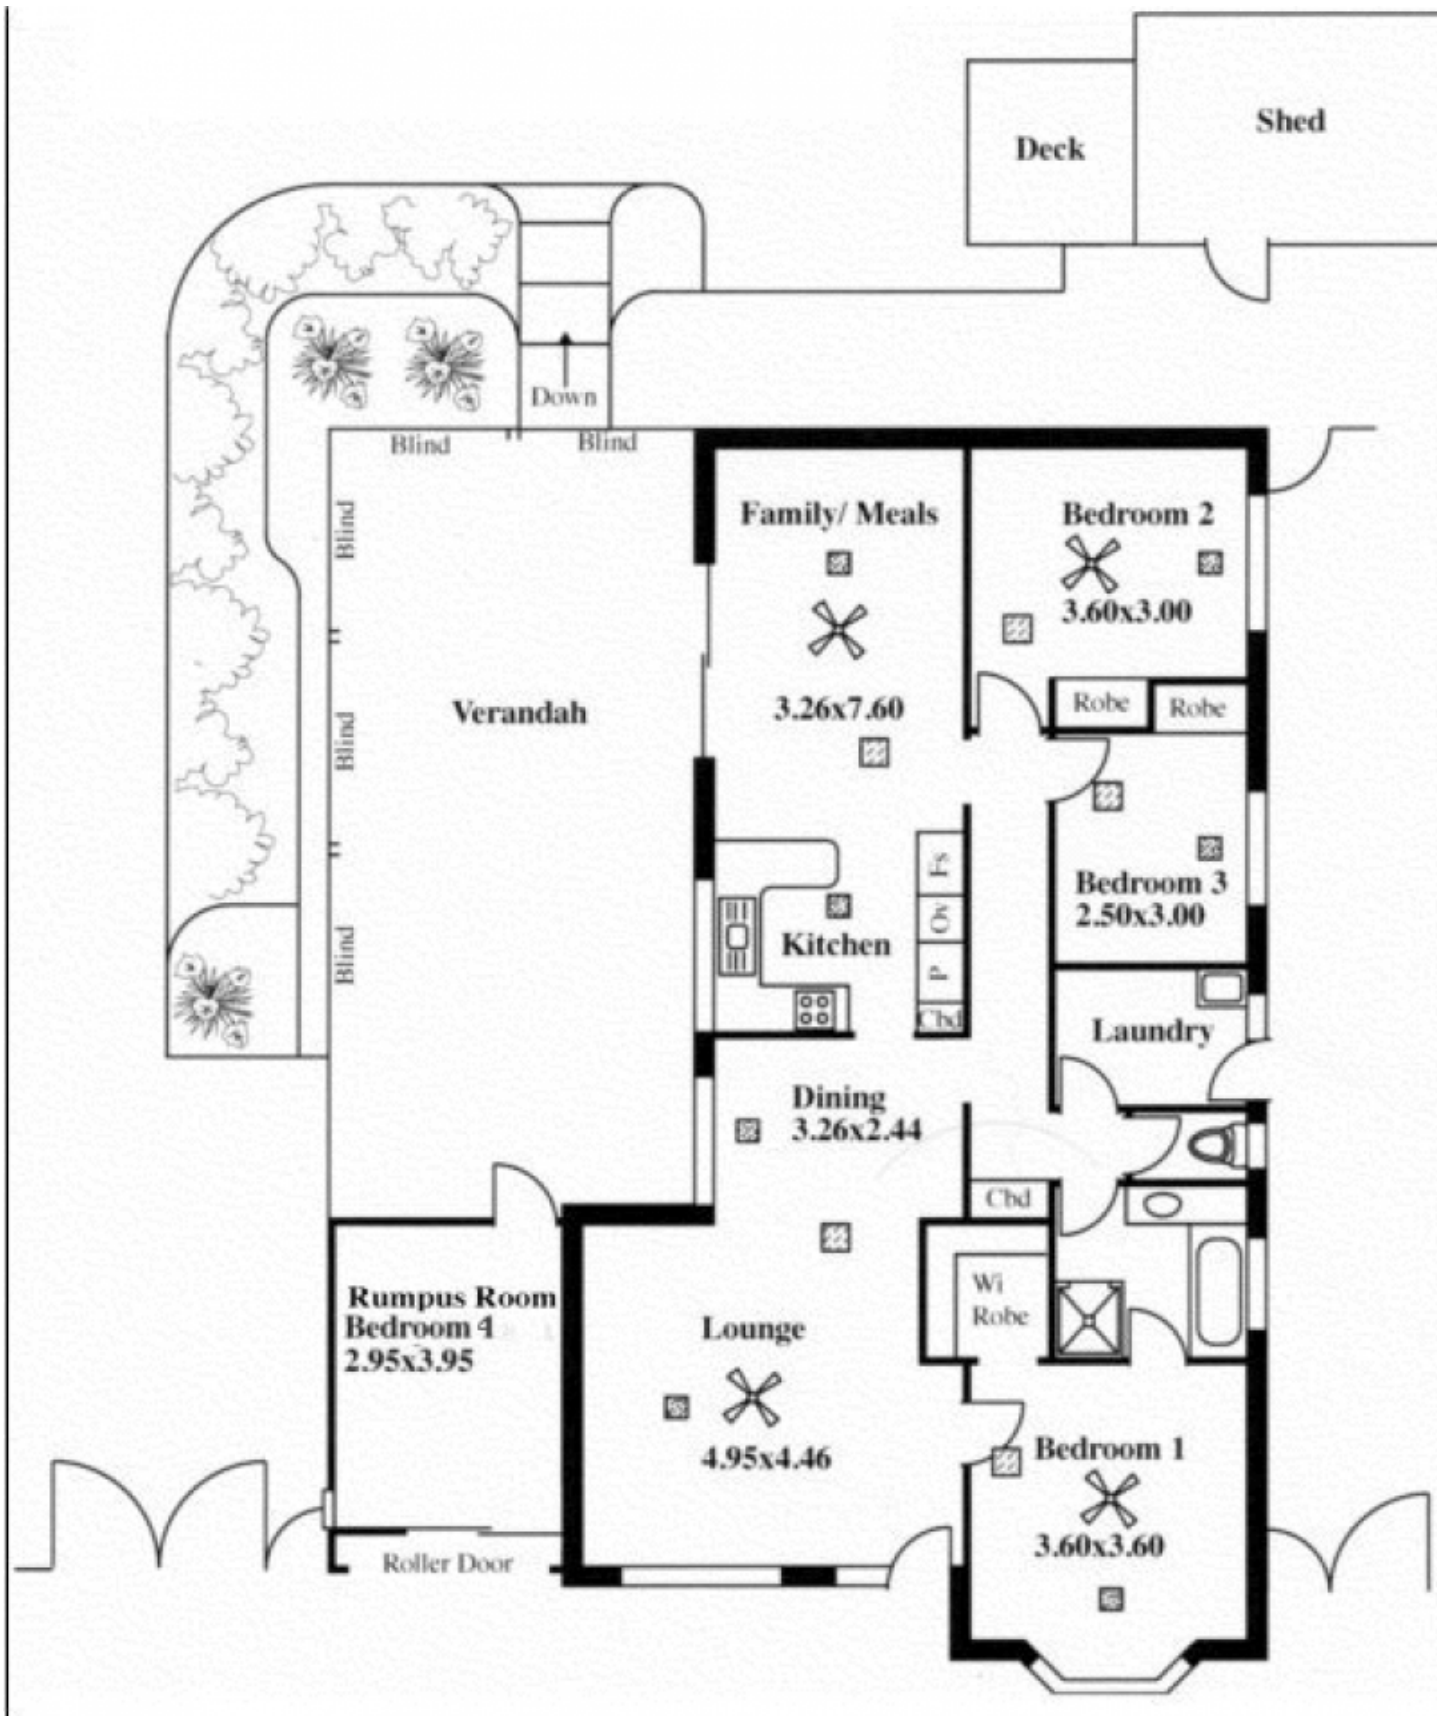 Shed
Deck
Down
Blind
Blind
Blind
Family/ Meals
Bedroom 2
3.60x3.00
Robe
Robe
Verandah
3.26x7.60
Blind
Fs
Bedroom 3
2.50x3.00
Ov
Kitchen
Blind
P
Cbd
Laundry
Dining
3.26x2.44
Cbd
Wi
Robe
Rumpus Room
Bedroom 4
2.95x3.95
Lounge
4.95x4.46
Bedroom 1
3.60x3.60
Roller Door